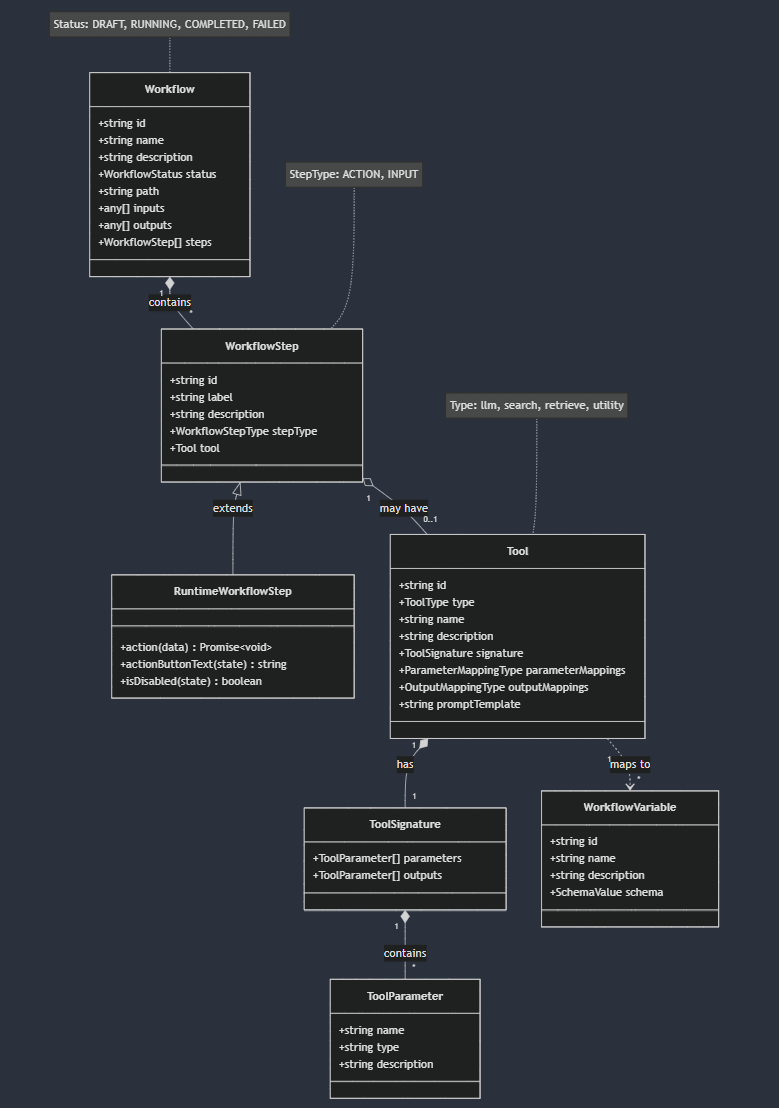 Status: DRAFT, RUNNING, COMPLETED, FAILED
Workflow
+string id
+string name
+string description
+WorkflowStatus status
+string path
+any[] inputs
+any[] outputs
+WorkflowStep[] steps
1
contains
*
StepType: ACTION, INPUT
WorkflowStep
+string id
+string label
+string description
+WorkflowStepType stepType
+Tool tool
extends
1
may have
0..1
Type: llm, search, retrieve, utility
RuntimeWorkflowStep
+action(data) : Promise<void>
+actionButtonText(state) : string
+isDisabled(state) : boolean
Tool
+string id
+ToolType type
+string name
+string description
+ToolSignature signature
+ParameterMappingType parameterMappings
+OutputMappingType outputMappings
+string promptTemplate
1
has
1
1
maps to
*
ToolSignature
+ToolParameter[] parameters
+ToolParameter[] outputs
WorkflowVariable
+string id
+string name
+string description
+SchemaValue schema
1
contains
*
ToolParameter
+string name
+string type
+string description